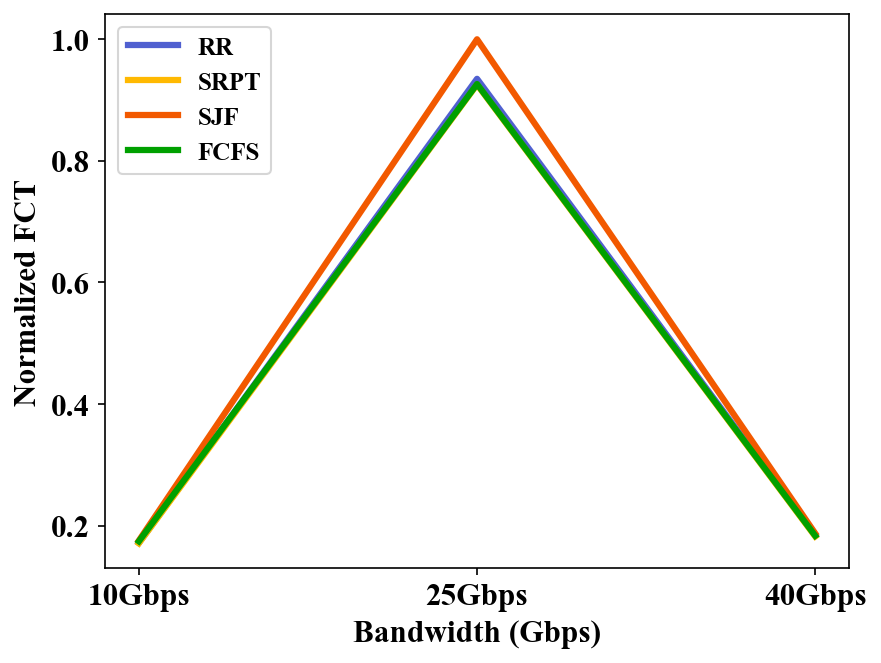 RR
SRPT
SJF
FCFS
Normalized FCT
1.0
0.8
0.6
0.4
0.2
10Gbps 25Gbps 40Gbps
Bandwidth (Gbps)